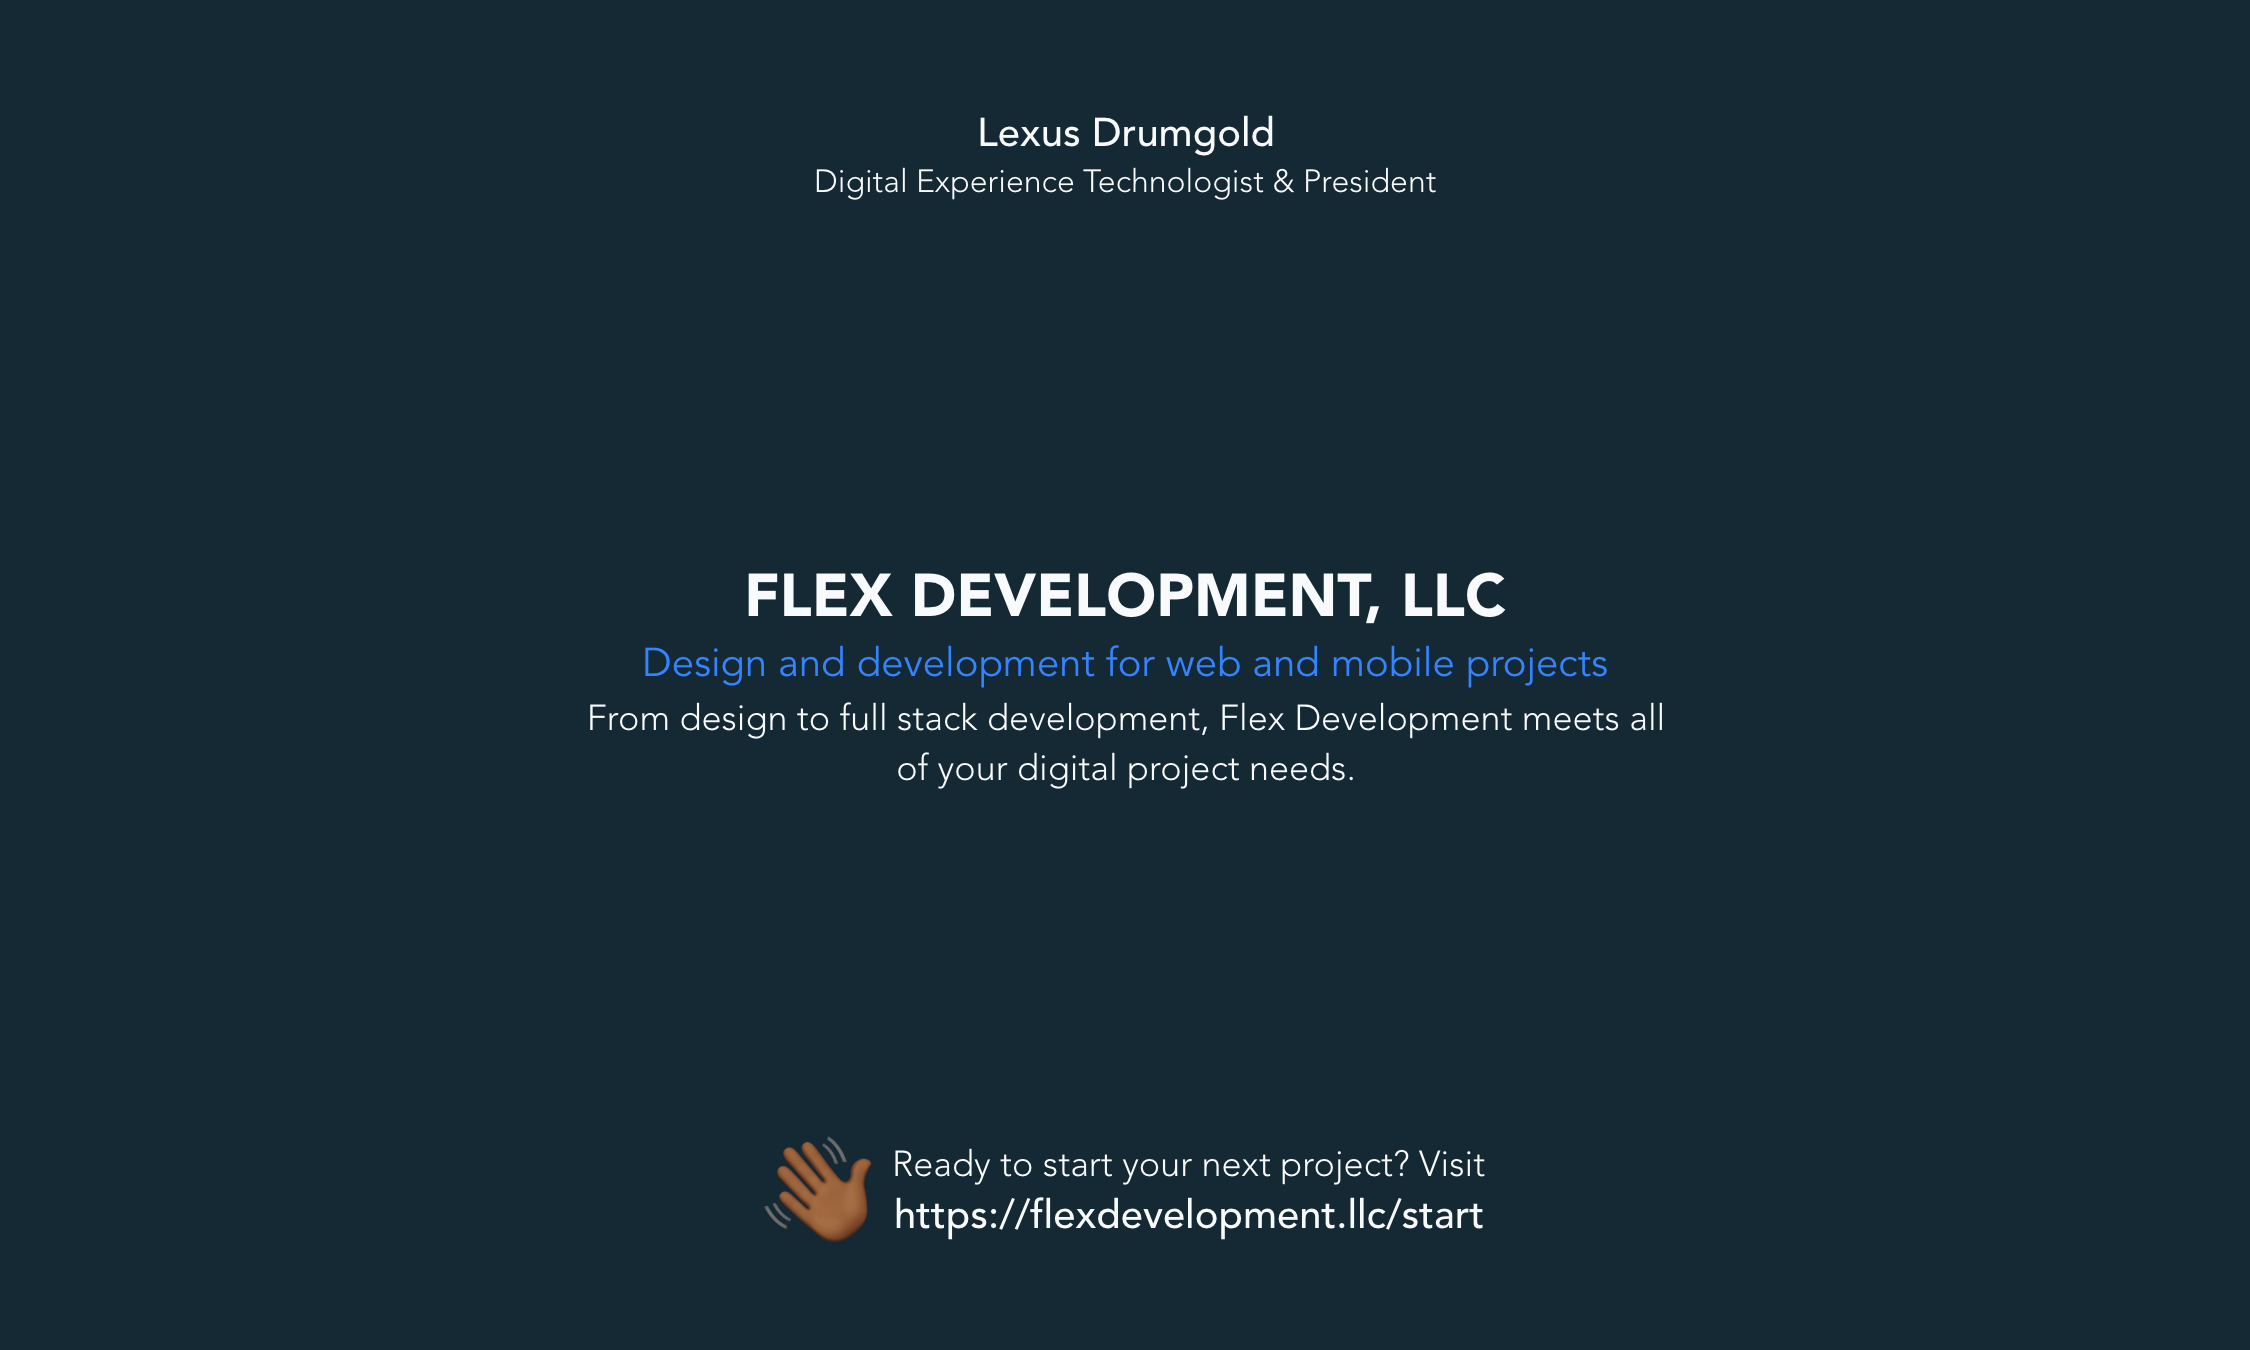 Lexus Drumgold
Digital Experience Technologist & President
FLEX DEVELOPMENT, LLC
Design and development for web and mobile projects
From design to full stack development, Flex Development meets all
of your digital project needs.
Ready to start your next project? Visit
https://flexdevelopment.llc/start